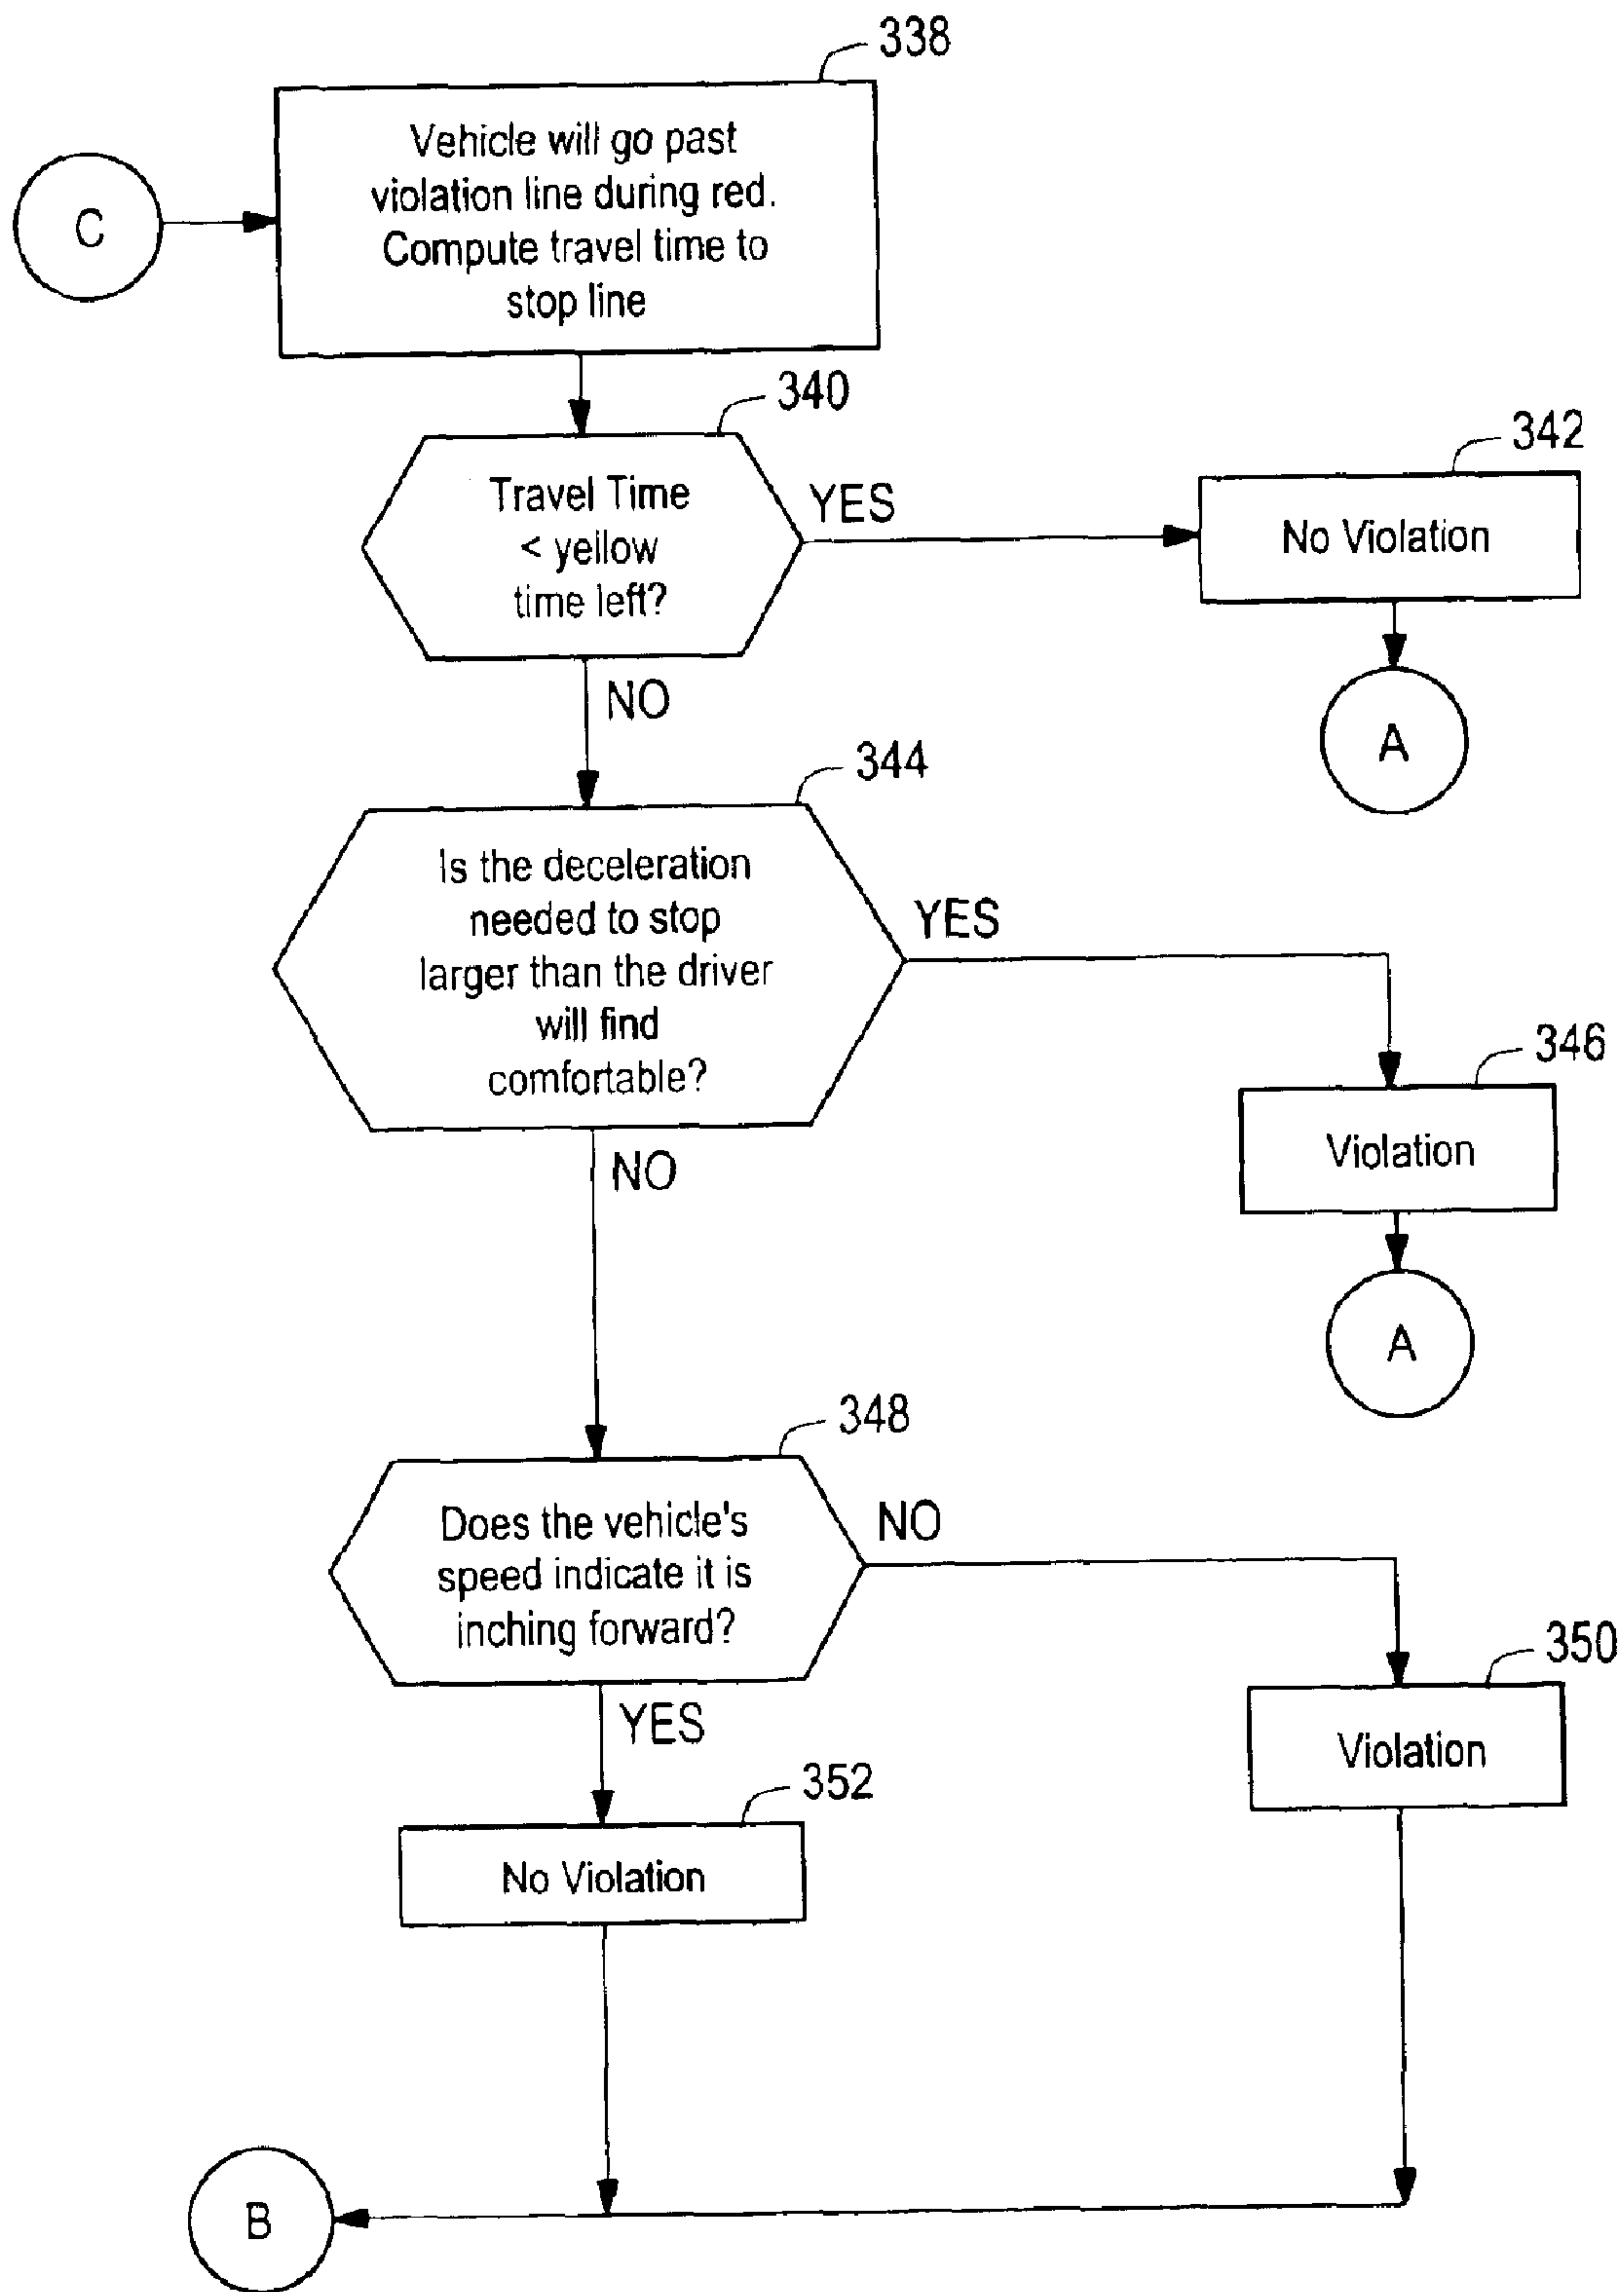 338
Vehicle will go past
violation line during red.
Compute travel time to
stop line
C
340
Travel Time
< yellow
time left?
YES
342
No Violation
A
NO
344
Is the deceleration
needed to stop
larger than the driver
will find
comfortable?
YES
346
Violation
A
NO
348
Does the vehicle's
speed indicate it is
inching forward?
NO
350
Violation
YES
352
No Violation
B